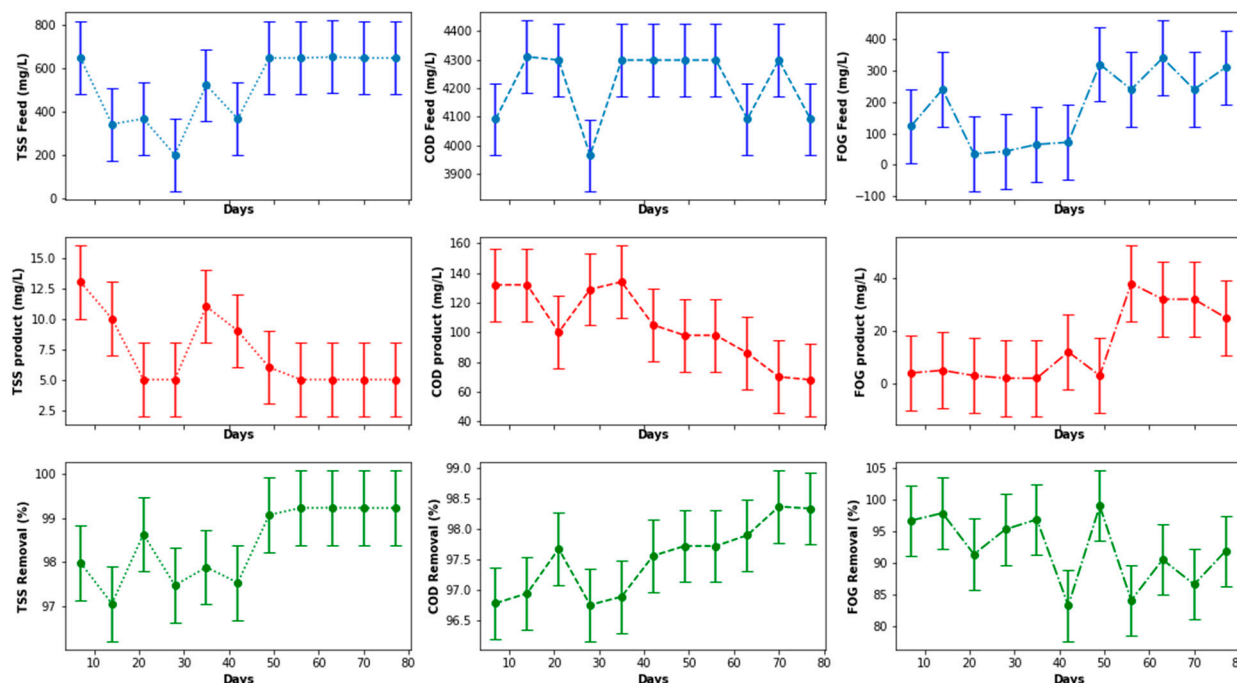 TSS Feed (mg/L)
800
600
400
200
0
Days
COD Feed (mg/L)
4400
4300
4200
4100
4000
3900
Days
FOG Feed (mg/L)
400
300
200
100
0
−100
Days
TSS product (mg/L)
15.0
12.5
10.0
7.5
5.0
2.5
Days
COD product (mg/L)
160
140
120
100
80
60
40
Days
FOG product (mg/L)
40
20
0
Days
TSS Removal (%)
100
99
98
97
10 20 30 40 50 60 70 80
Days
COD Removal (%)
99.0
98.5
98.0
97.5
97.0
96.5
10 20 30 40 50 60 70 80
Days
FOG Removal (%)
105
100
95
90
85
80
10 20 30 40 50 60 70
Days